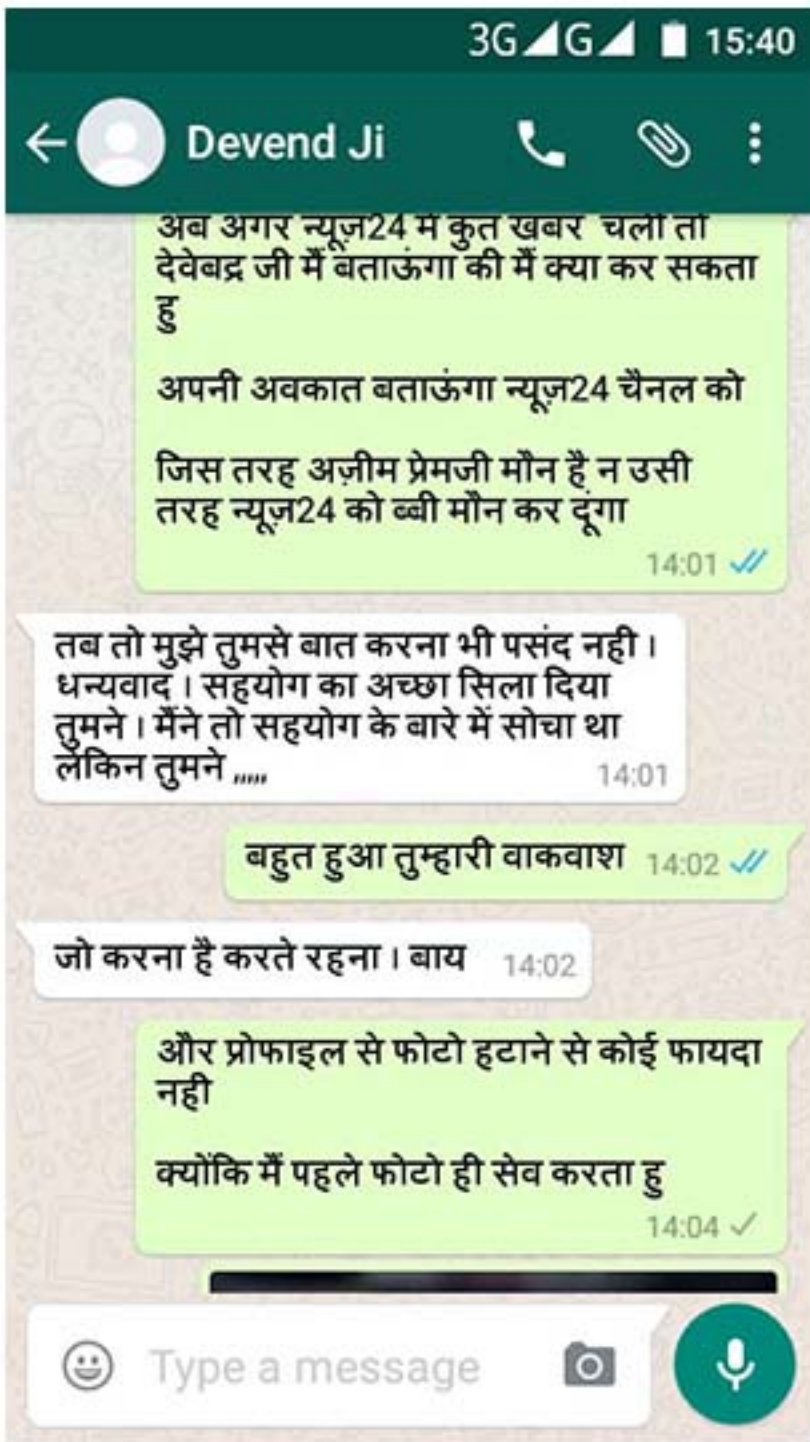 3G G 15:40
Devend Ji
अब अगर न्यूज़24 में कुत खबर चली तो
देवेबद्र जी मैं बताऊंगा की मैं क्या कर सकता
हु
अपनी अवकात बताऊंगा न्यूज़24 चैनल को
जिस तरह अज़ीम प्रेमजी मौन है न उसी
तरह न्यूज़24 को ब्बी मौन कर दूंगा
14:01
तब तो मुझे तुमसे बात करना भी पसंद नही ।
धन्यवाद । सहयोग का अच्छा सिला दिया
तुमने । मैंने तो सहयोग के बारे में सोचा था
लेकिन तुमने ,,,,,
14:01
बहुत हुआ तुम्हारी वाकवाश 14:02
जो करना है करते रहना । बाय 14:02
और प्रोफाइल से फोटो हटाने से कोई फायदा
नही
क्योंकि मैं पहले फोटो ही सेव करता हु
14:04
Type a message